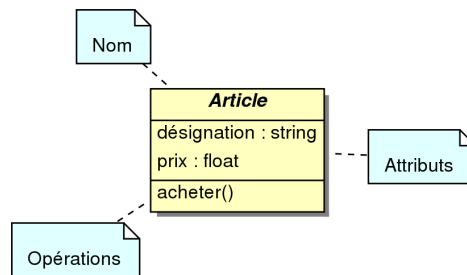 Nom
Article
désignation : string
prix : float
acheter()
Attributs
Opérations